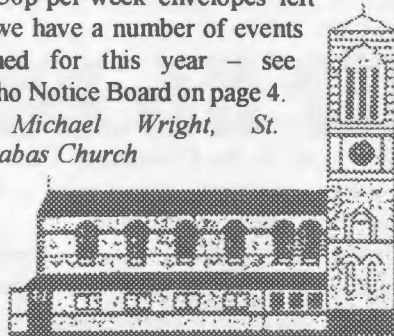 50p per week envelopes left
we have a number of events
ned for this year – see
ho Notice Board on page 4.
Michael Wright, St.
abas Church